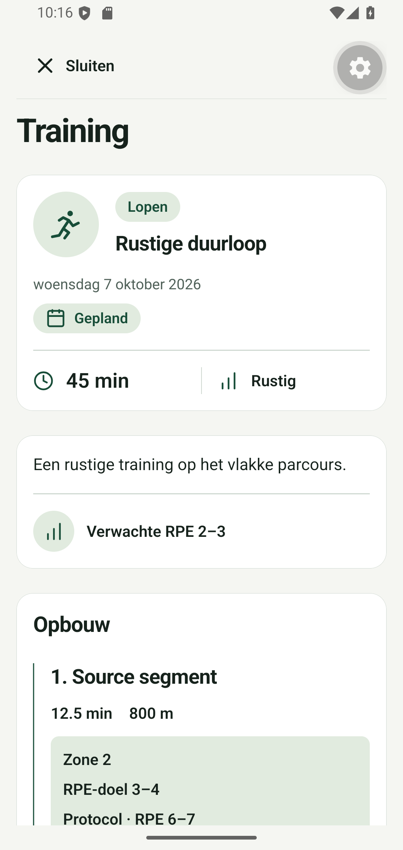 10:16
Sluiten
Training
Lopen
Rustige duurloop
woensdag 7 oktober 2026
Gepland
45 min
Rustig
Een rustige training op het vlakke parcours.
Verwachte RPE 2–3
Opbouw
1. Source segment
12.5 min 800 m
Zone 2
RPE-doel 3–4
Protocol · RPE 6–7